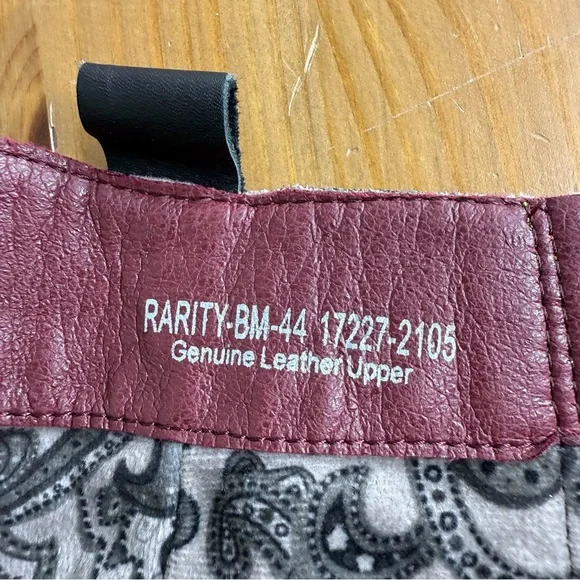 RARITY-BM-44 17227-2105
Genuine Leather Upper